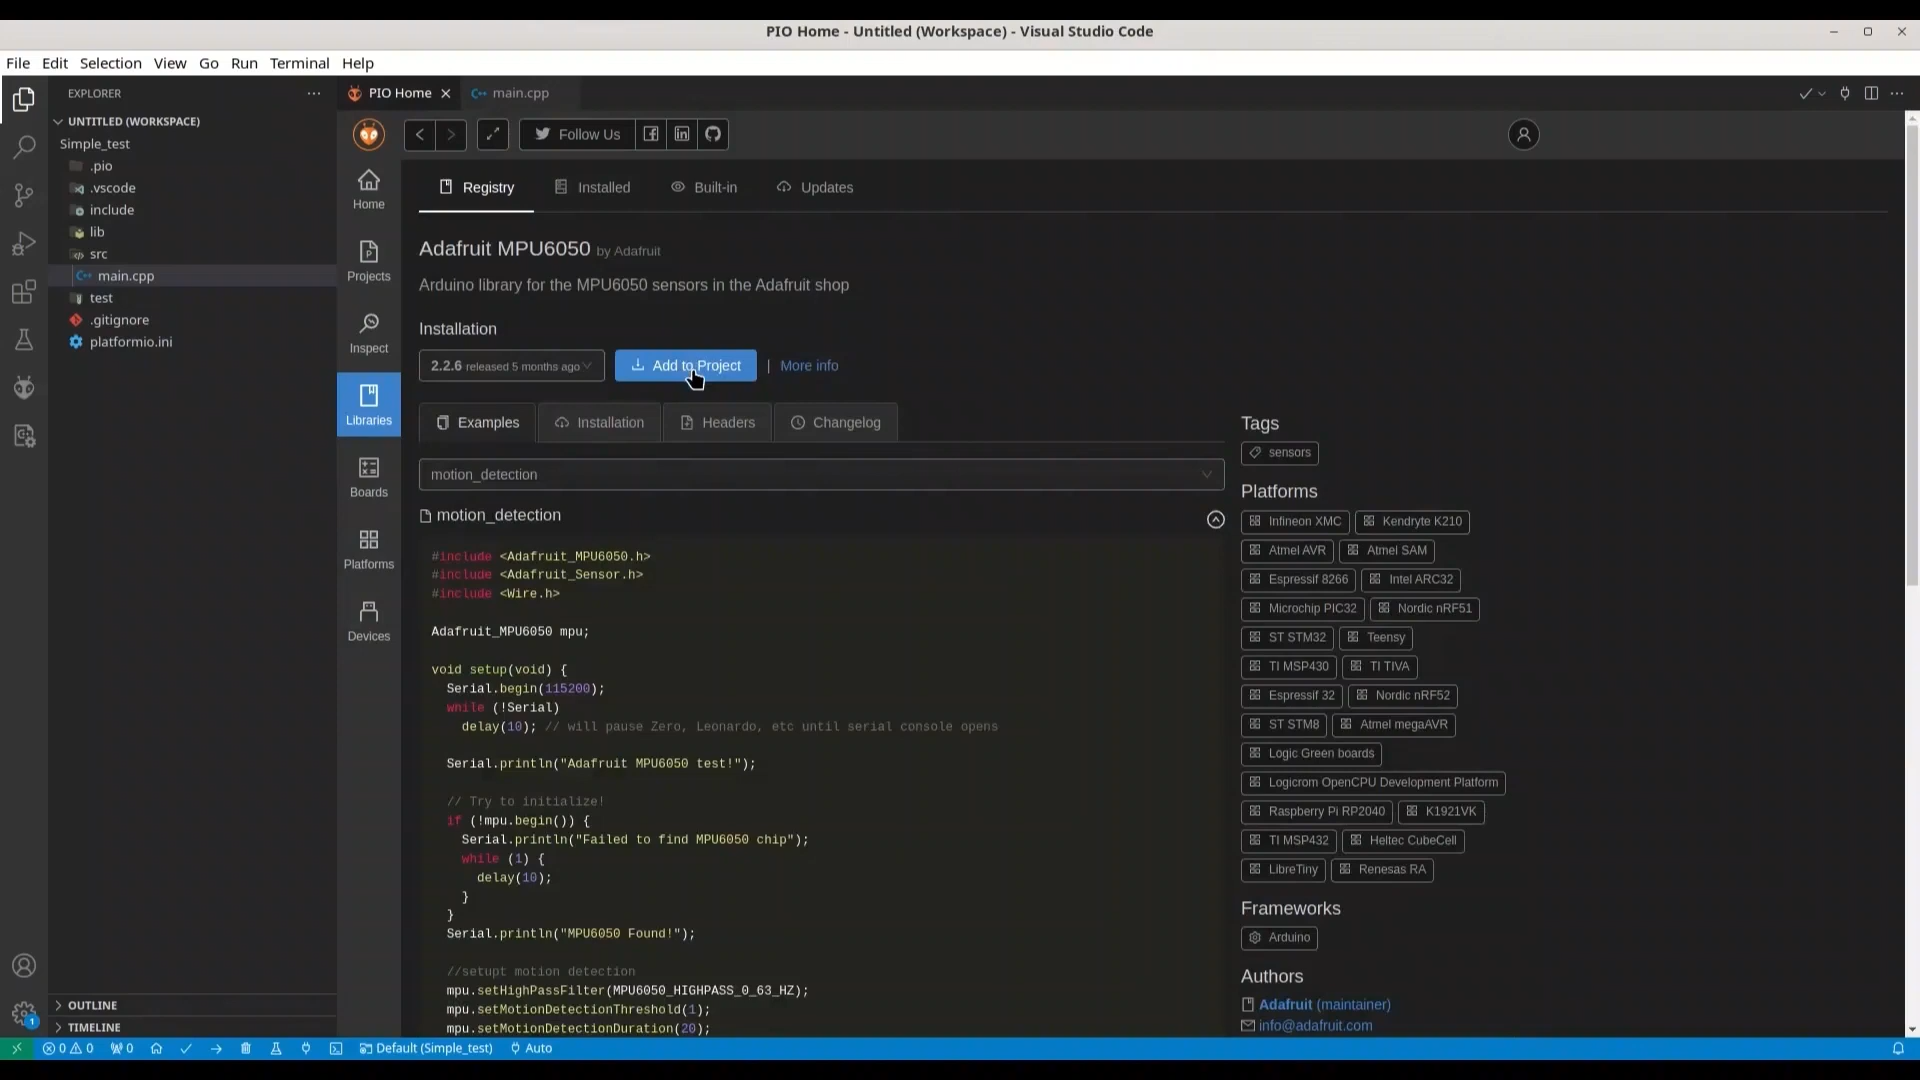 PIO Home - Untitled (Workspace) - Visual Studio Code
File Edit Selection View Go Run Terminal Help
EXPLORER
UNTITLED (WORKSPACE)
Simple_test
.pio
.vscode
include
lib
src
main.cpp
test
.gitignore
platformio.ini
OUTLINE
TIMELINE
PIO Home main.cpp
Follow Us
Home
Projects
Inspect
Libraries
Boards
Platforms
Devices
Registry Installed Built-in Updates
Adafruit MPU6050 by Adafruit
Arduino library for the MPU6050 sensors in the Adafruit shop
Installation
2.2.6 released 5 months ago Add to Project | More info
Examples Installation Headers Changelog
motion_detection
motion_detection
#include <Adafruit_MPU6050.h>
#include <Adafruit_Sensor.h>
#include <Wire.h>
Adafruit_MPU6050 mpu;
void setup(void) {
Serial.begin(115200);
while (!Serial)
delay(10); // will pause Zero, Leonardo, etc until serial console opens
Serial.println("Adafruit MPU6050 test!");
// Try to initialize!
if (!mpu.begin()) {
Serial.println("Failed to find MPU6050 chip");
while (1) {
delay(10);
}
}
Serial.println("MPU6050 Found!");
//setupt motion detection
mpu.setHighPassFilter(MPU6050_HIGHPASS_0_63_HZ);
mpu.setMotionDetectionThreshold(1);
mpu.setMotionDetectionDuration(20);
Tags
sensors
Platforms
Infineon XMC Kendryte K210
Atmel AVR Atmel SAM
Espressif 8266 Intel ARC32
Microchip PIC32 Nordic nRF51
ST STM32 Teensy
TI MSP430 TI TIVA
Espressif 32 Nordic nRF52
ST STM8 Atmel megaAVR
Logic Green boards
Logicrom OpenCPU Development Platform
Raspberry Pi RP2040 K1921VK
TI MSP432 Heltec CubeCell
LibreTiny Renesas RA
Frameworks
Arduino
Authors
Adafruit (maintainer)
info@adafruit.com
1
0 0 0 Default (Simple_test) Auto